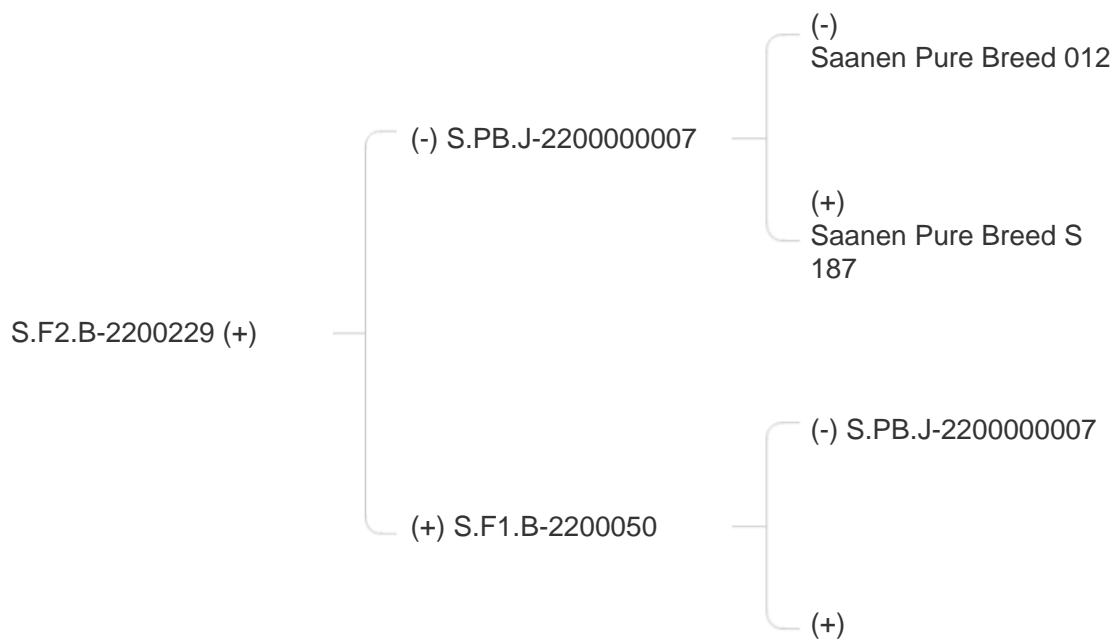 (-)
Saanen Pure Breed 012
(-) S.PB.J-2200000007
(+)
Saanen Pure Breed S
187
S.F2.B-2200229 (+)
(-) S.PB.J-2200000007
(+) S.F1.B-2200050
(+)